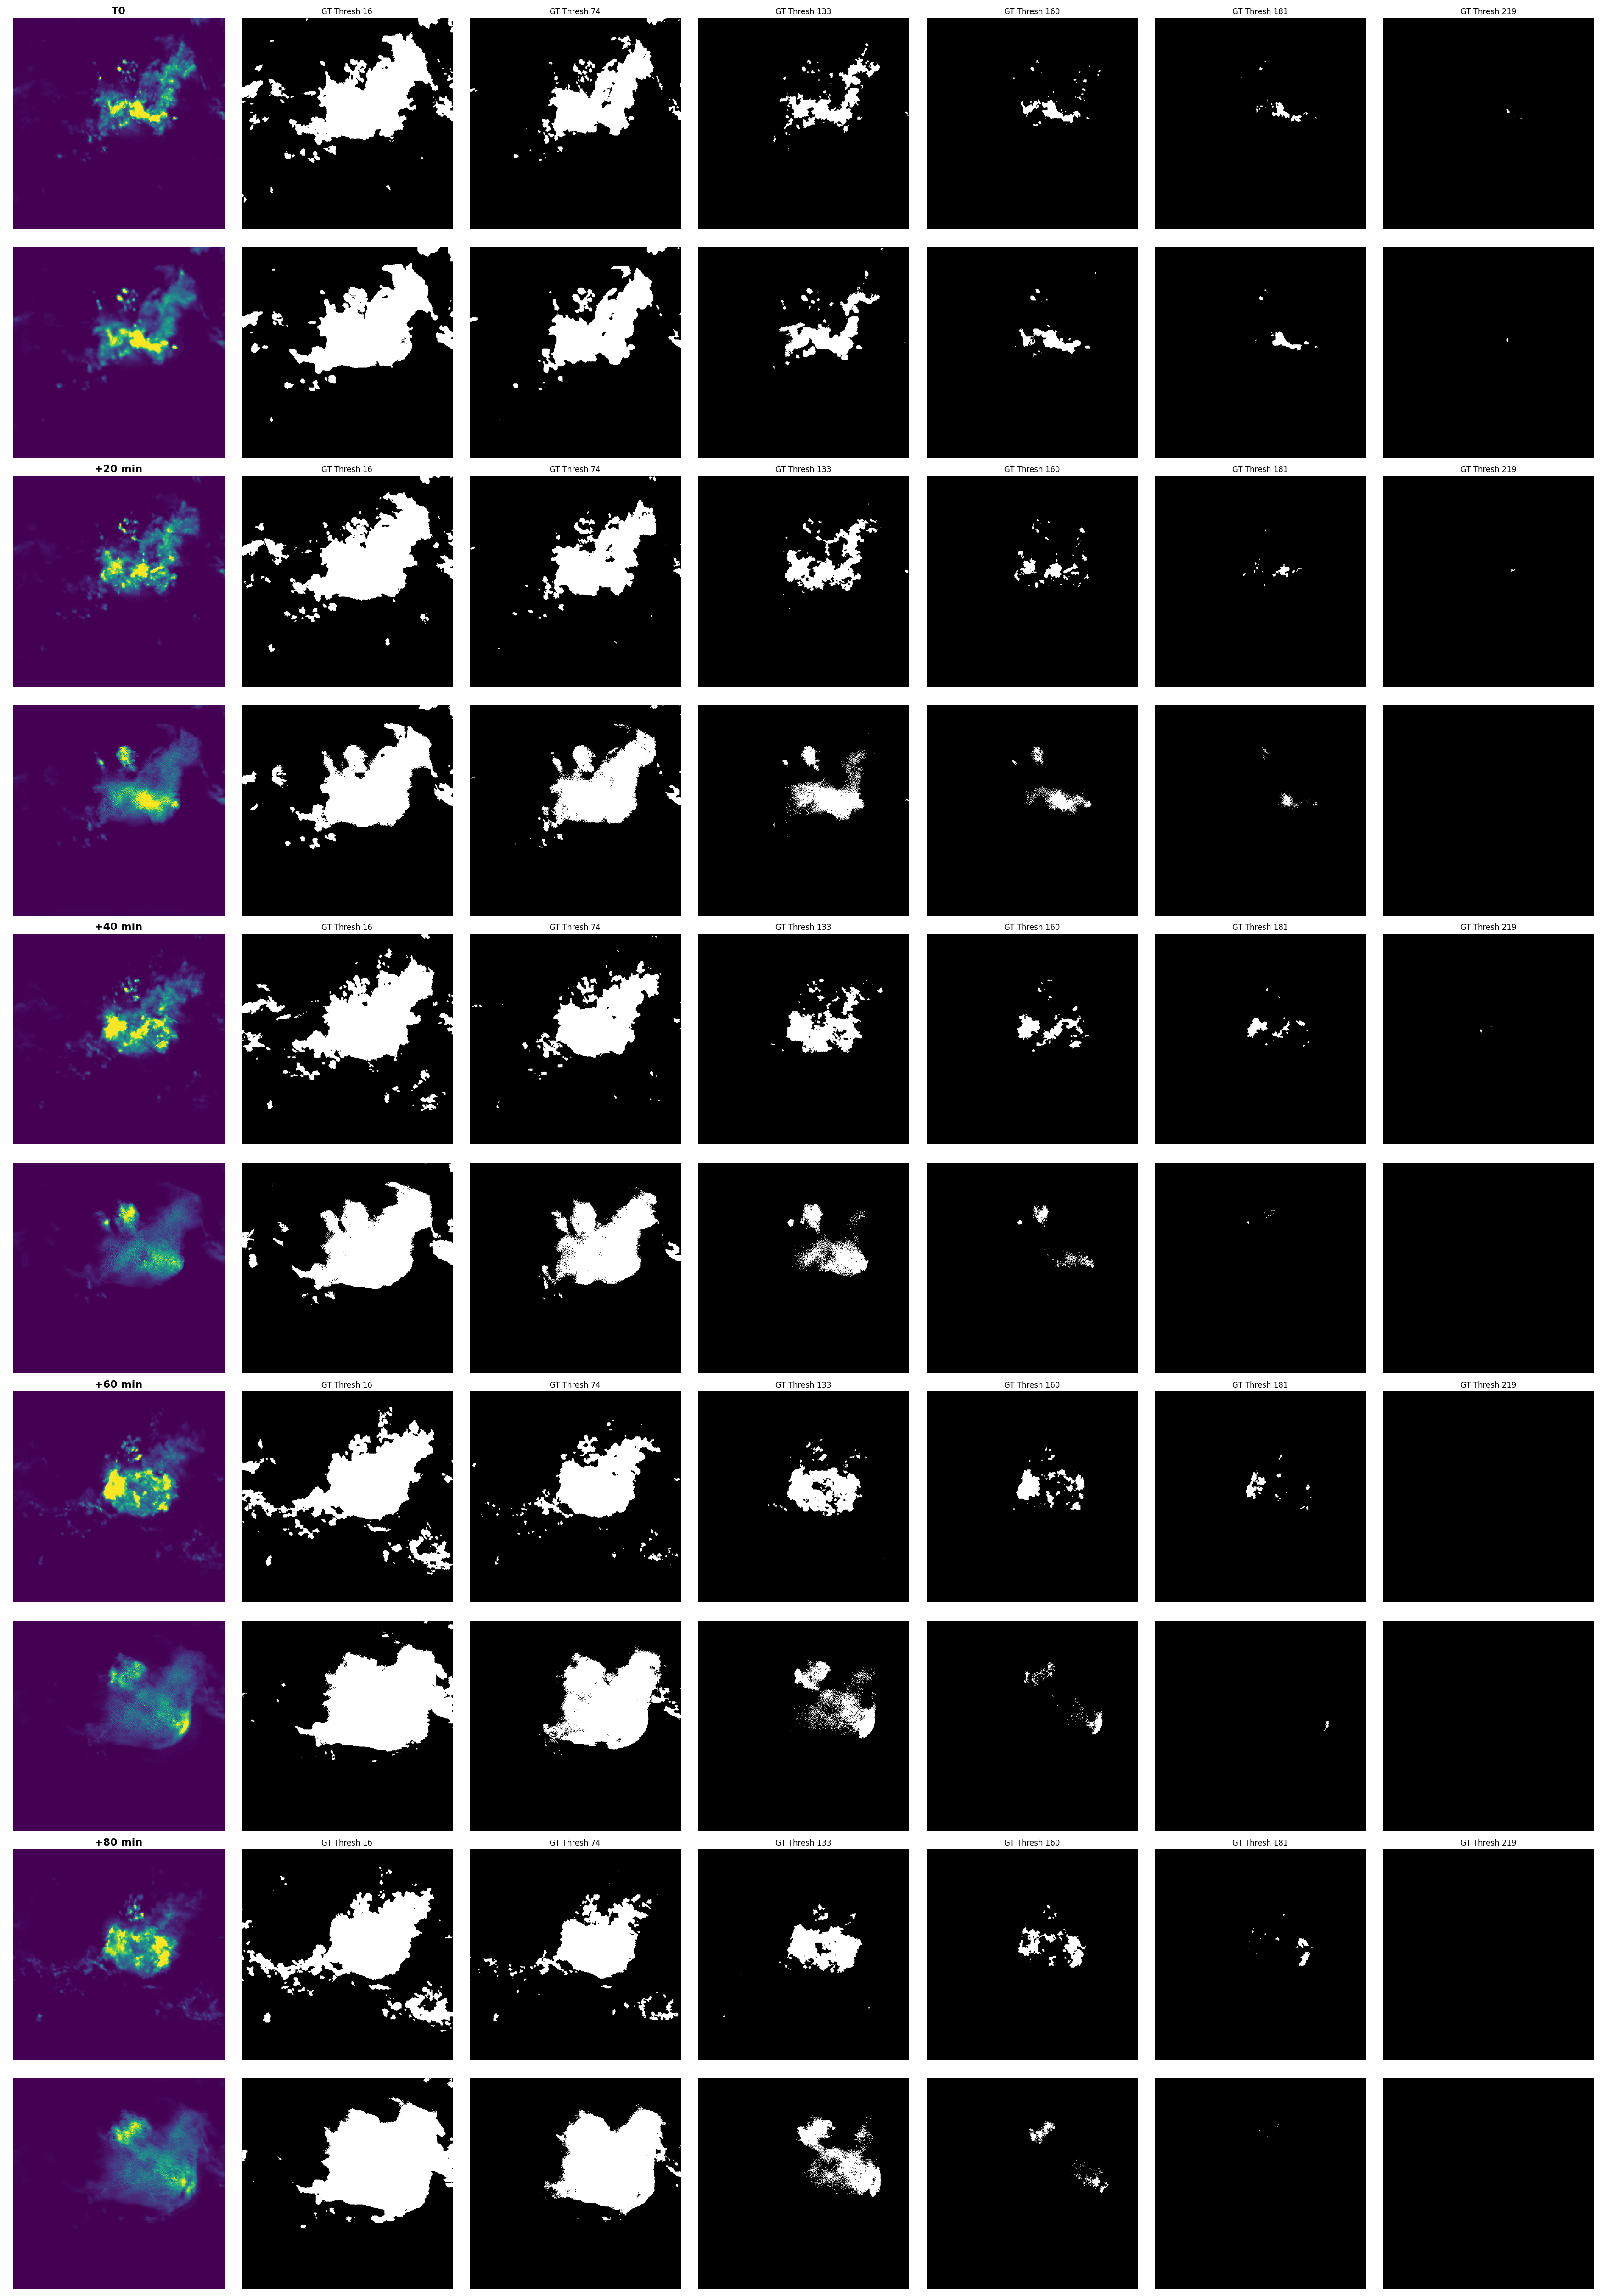 T0 GT Thresh 16 GT Thresh 74 GT Thresh 133 GT Thresh 160 GT Thresh 181 GT Thresh 219
+20 min GT Thresh 16 GT Thresh 74 GT Thresh 133 GT Thresh 160 GT Thresh 181 GT Thresh 219
+40 min GT Thresh 16 GT Thresh 74 GT Thresh 133 GT Thresh 160 GT Thresh 181 GT Thresh 219
+60 min GT Thresh 16 GT Thresh 74 GT Thresh 133 GT Thresh 160 GT Thresh 181 GT Thresh 219
+80 min GT Thresh 16 GT Thresh 74 GT Thresh 133 GT Thresh 160 GT Thresh 181 GT Thresh 219